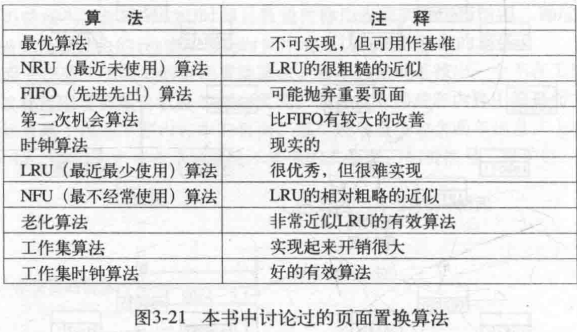 算 法 注 释
最优算法 不可实现，但可用作基准
NRU（最近未使用）算法 LRU的很粗糙的近似
FIFO（先进先出）算法 可能抛弃重要页面
第二次机会算法 比FIFO有较大的改善
时钟算法 现实的
LRU（最近最少使用）算法 很优秀，但很难实现
NFU（最不经常使用）算法 LRU的相对粗略的近似
老化算法 非常近似LRU的有效算法
工作集算法 实现起来开销很大
工作集时钟算法 好的有效算法
图3-21 本书中讨论过的页面置换算法